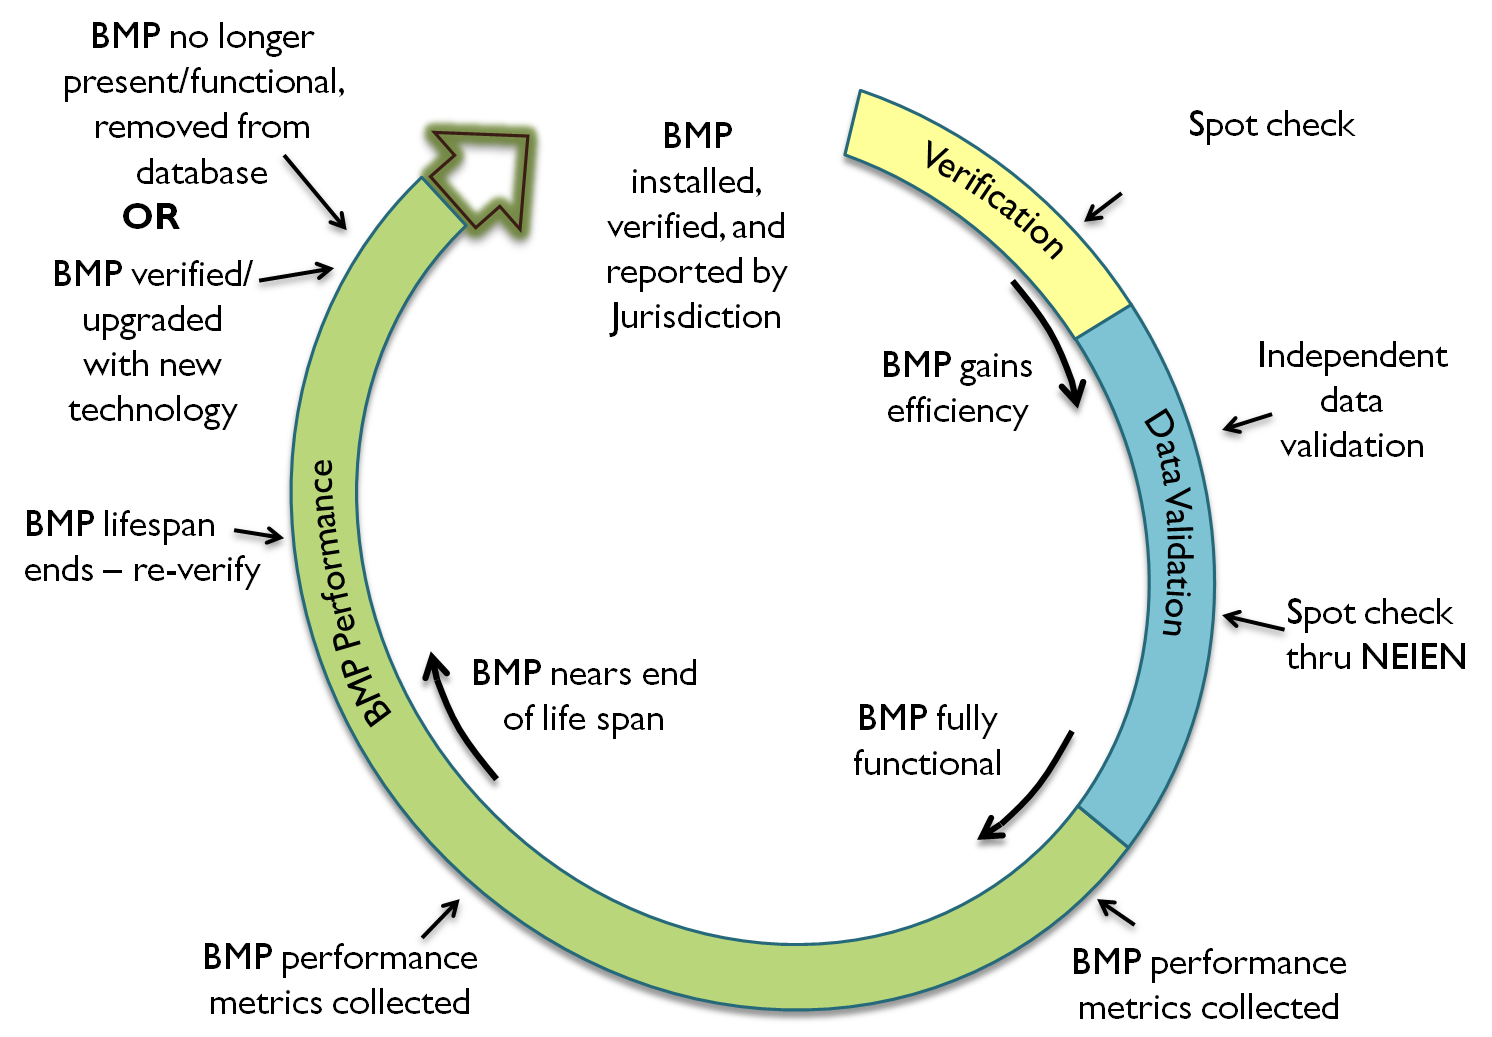 BMP no longer
present/functional,
removed from
database
OR
BMP verified/
upgraded
with new
technology
BMP lifespan
ends – re-verify
BMP performance
metrics collected
BMP Performance
BMP
installed,
verified, and
reported by
Jurisdiction
Verification
Spot check
BMP gains
efficiency
Independent
data
validation
Data Validation
Spot check
thru NEIEN
BMP nears end
of life span
BMP fully
functional
BMP performance
metrics collected